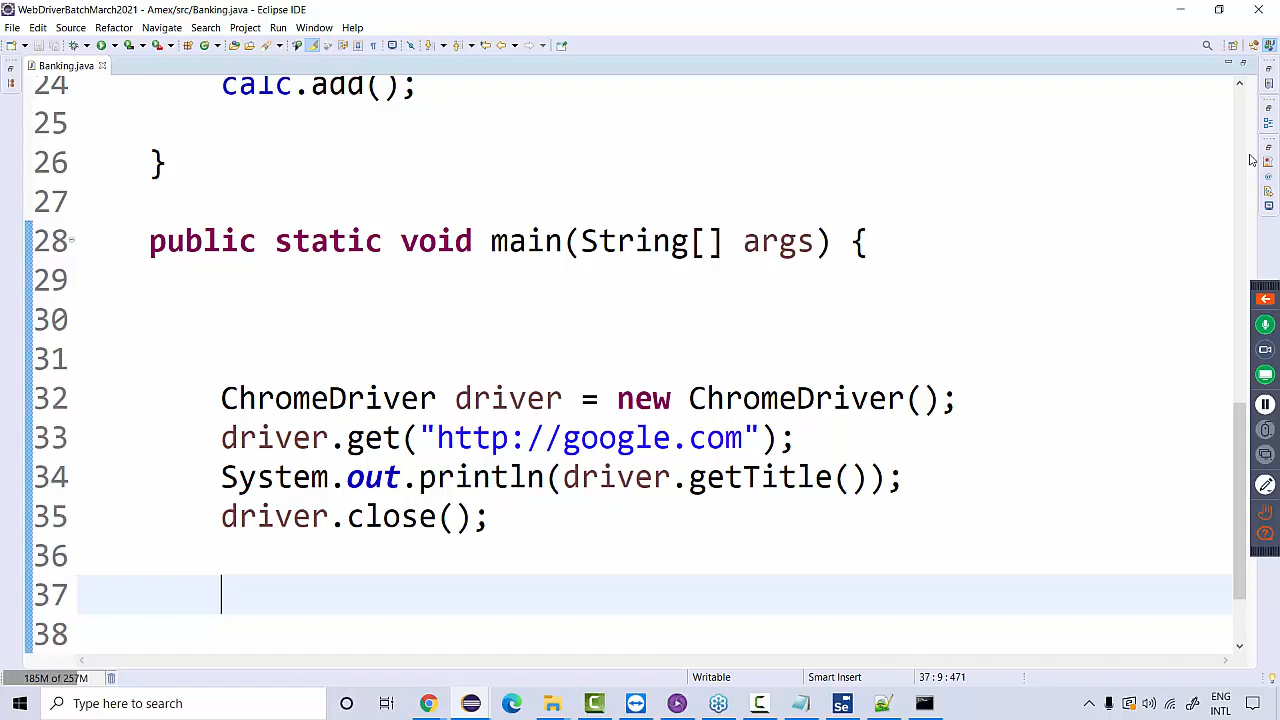 WebDriverBatchMarch2021 - Amex/src/Banking.java - Eclipse IDE
File Edit Source Refactor Navigate Search Project Run Window Help
Banking.java
24 calc.add();
25
26 }
27
28 public static void main(String[] args) {
29
30
31
32 ChromeDriver driver = new ChromeDriver();
33 driver.get("http://google.com");
34 System.out.println(driver.getTitle());
35 driver.close();
36
37
38
185M of 257M Writable Smart Insert 37 : 9 : 471
Type here to search
Se
ENG
INTL